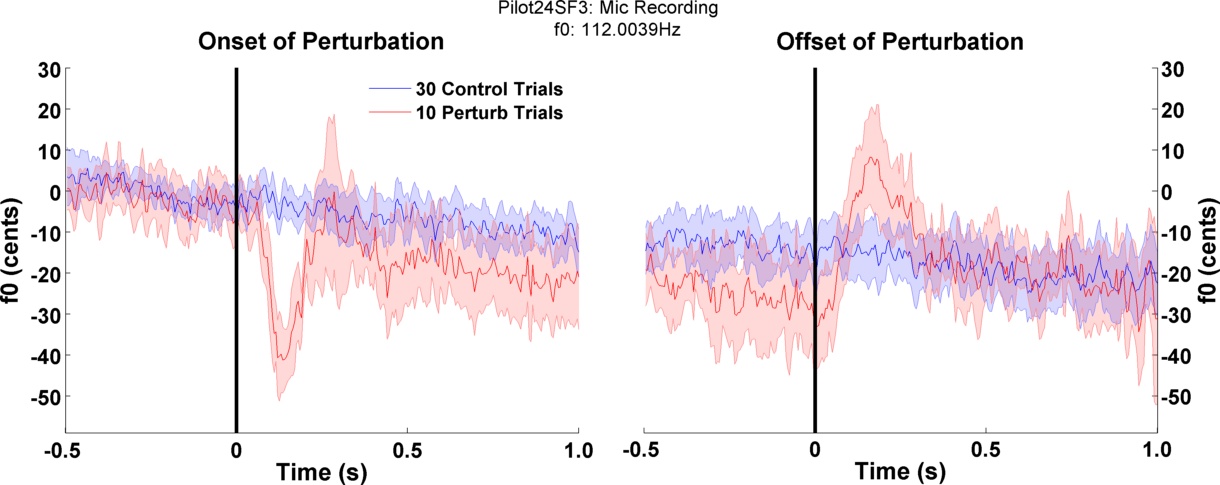 Pilot24SF3: Mic Recording
f0: 112.0039Hz
Onset of Perturbation
Offset of Perturbation
30 Control Trials
10 Perturb Trials
f0 (cents)
30
20
10
0
-10
-20
-30
-40
-50
-0.5
0
0.5
1.0
Time (s)
30
20
10
0
-10
-20
-30
-40
-50
f0 (cents)
-0.5
0
0.5
1.0
Time (s)